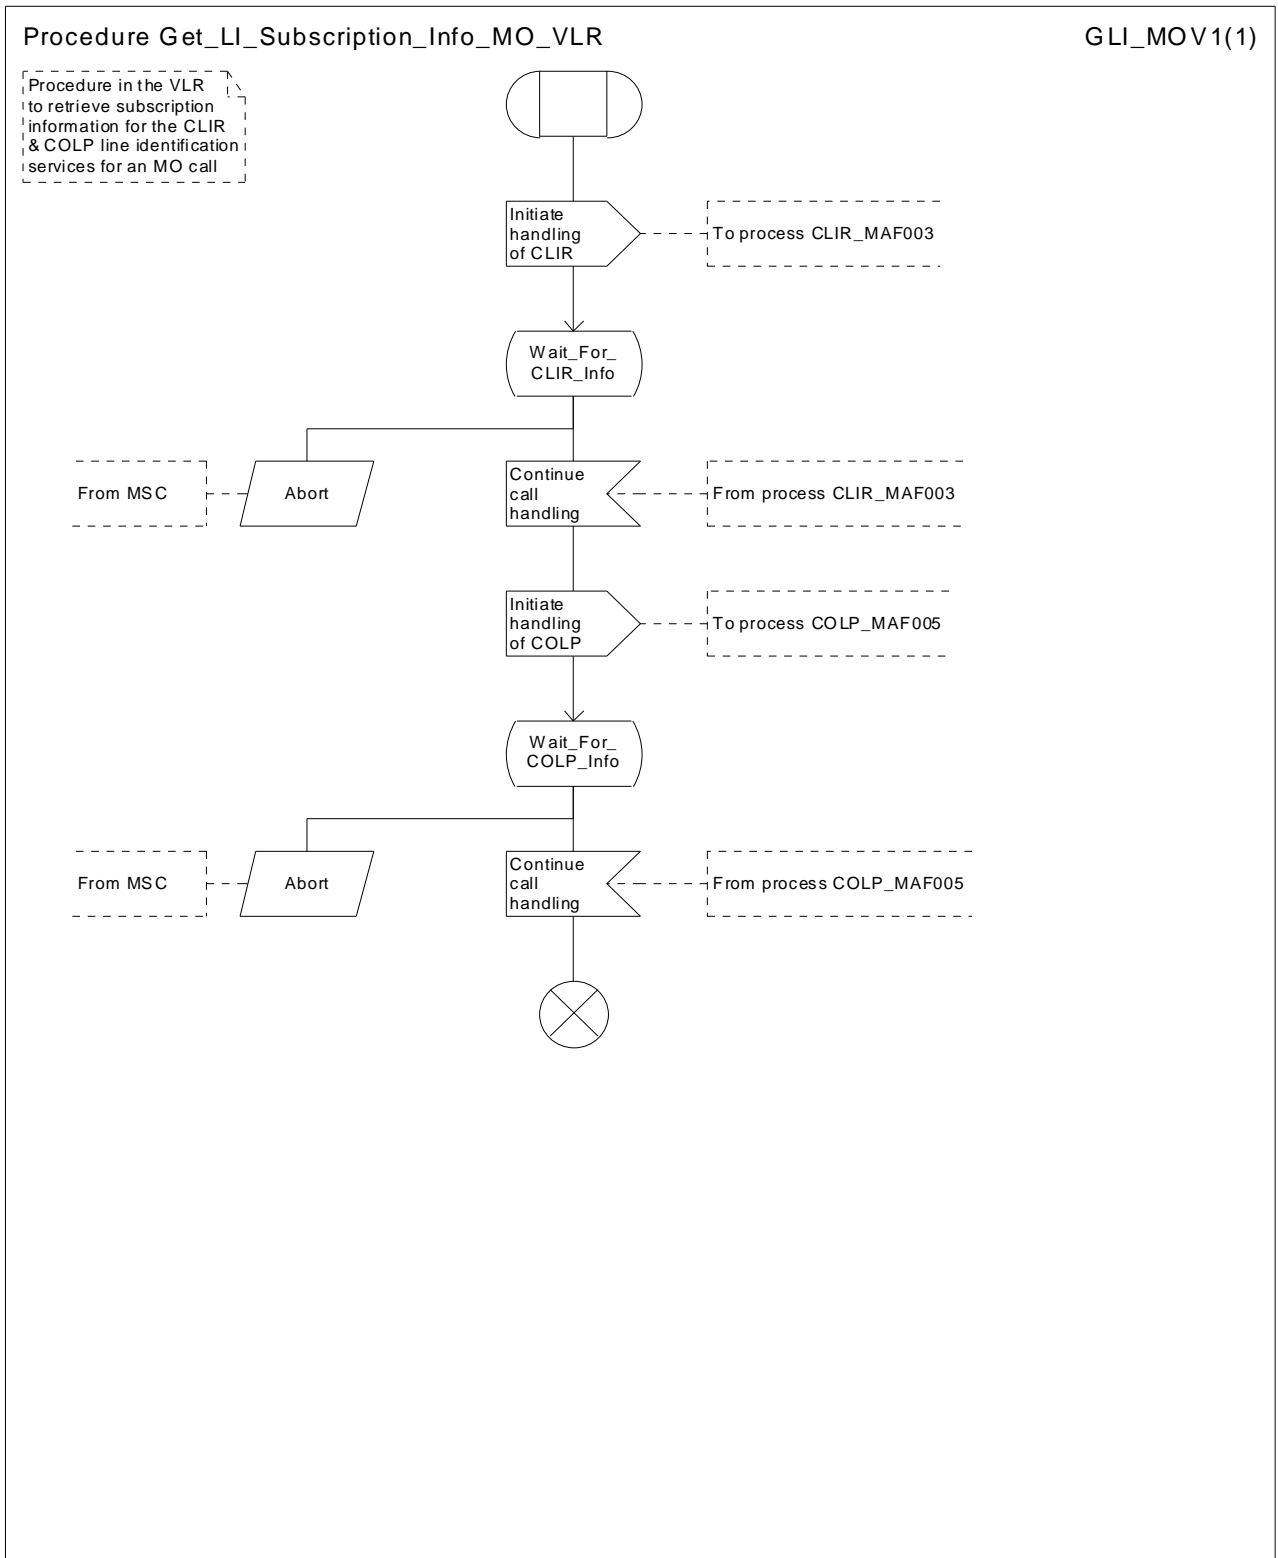 Procedure Get_LI_Subscription_Info_MO_VLR
GLI_MOV1(1)
Procedure in the VLR
to retrieve subscription
information for the CLIR
& COLP line identification
services for an MO call
Initiate
handling
of CLIR
To process CLIR_MAF003
Wait_For_
CLIR_Info
From MSC
Abort
Continue
call
handling
From process CLIR_MAF003
Initiate
handling
of COLP
To process COLP_MAF005
Wait_For_
COLP_Info
From MSC
Abort
Continue
call
handling
From process COLP_MAF005